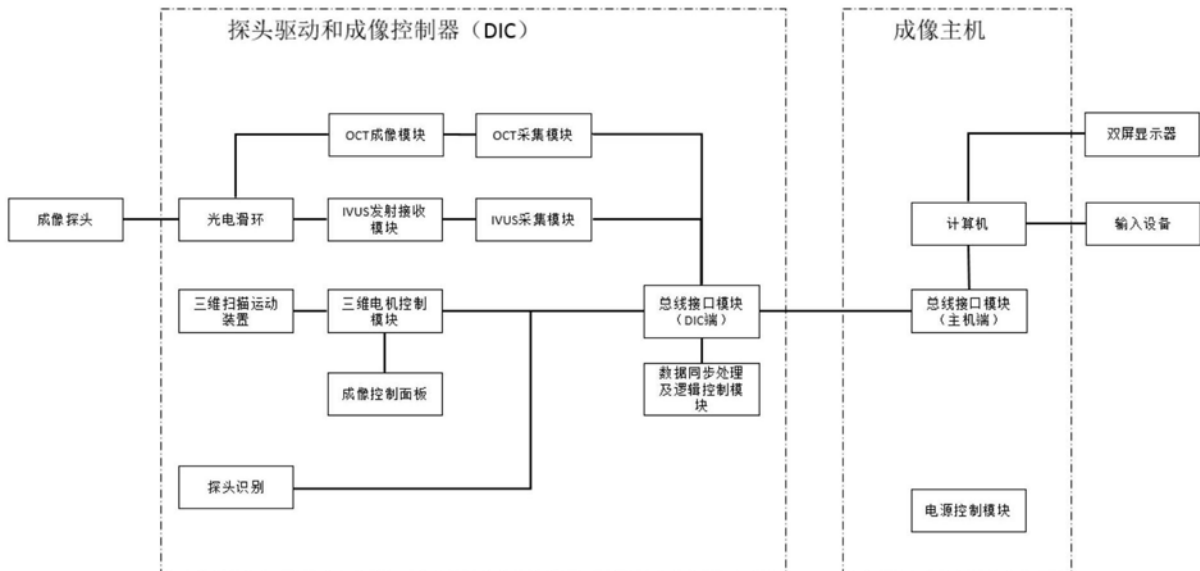 探头驱动和成像控制器（DIC）
成像主机
OCT成像模块
OCT采集模块
双屏显示器
成像探头
光电滑环
IVUS发射接收
模块
IVUS采集模块
计算机
输入设备
三维扫描运动
装置
三维电机控制
模块
总线接口模块
（DIC端）
总线接口模块
（主机端）
成像控制面板
数据同步处理
及逻辑控制模
块
探头识别
电源控制模块